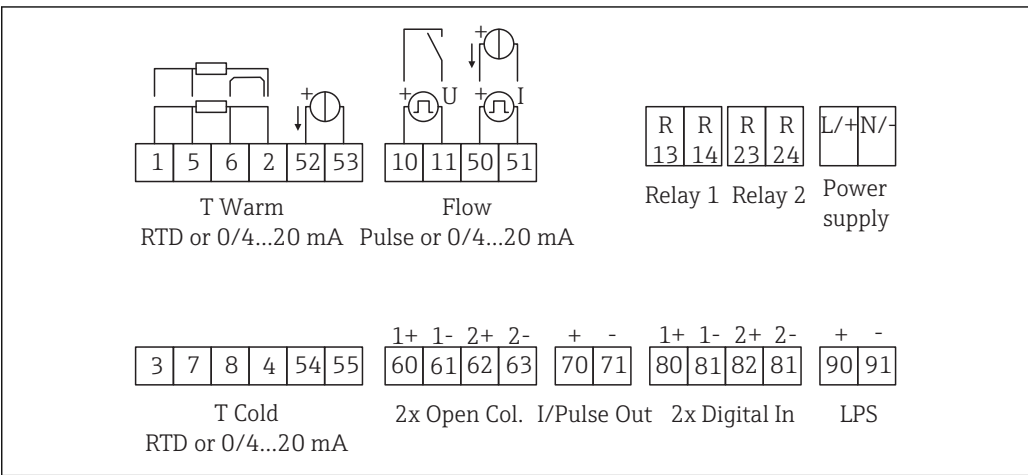 + U + I
+ +
1 5 6 2 52 53 10 11 50 51
R R R R L/+ N/-
13 14 23 24
T Warm Flow Relay 1 Relay 2 Power supply
RTD or 0/4...20 mA Pulse or 0/4...20 mA
1+ 1- 2+ 2- + - 1+ 1- 2+ 2- + -
3 7 8 4 54 55 60 61 62 63 70 71 80 81 82 81 90 91
T Cold 2x Open Col. I/Pulse Out 2x Digital In LPS
RTD or 0/4...20 mA